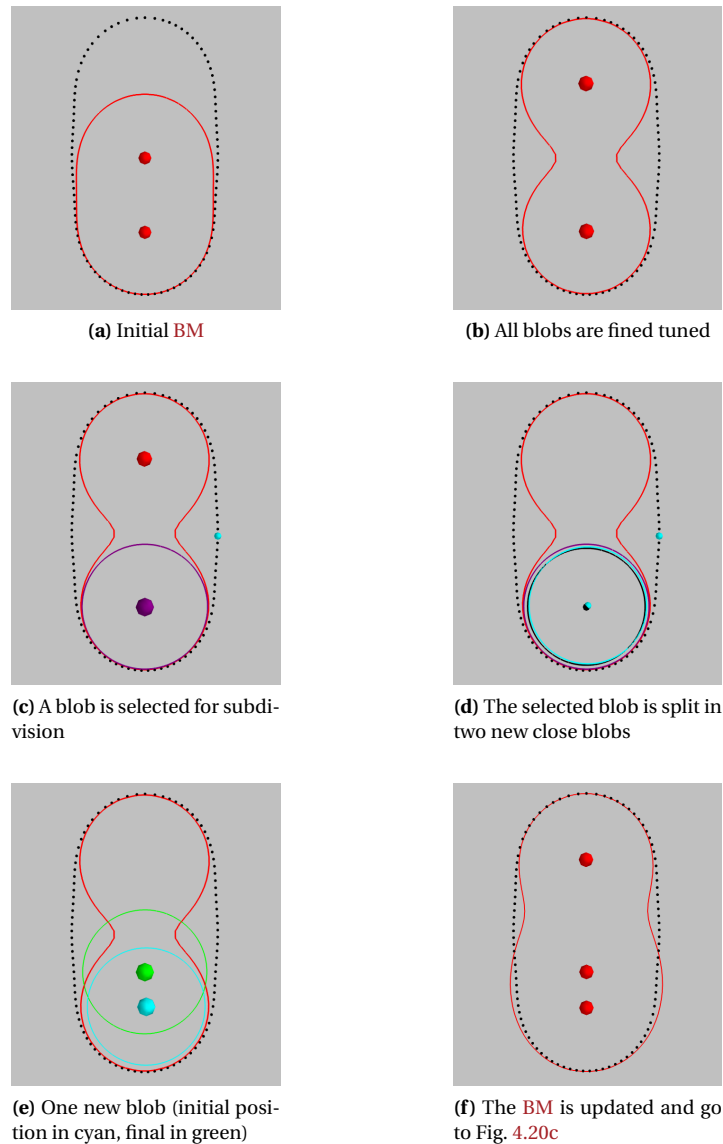 (a) Initial BM
(b) All blobs are fined tuned
(c) A blob is selected for subdi-
vision
(d) The selected blob is split in
two new close blobs
(e) One new blob (initial posi-
tion in cyan, final in green)
(f) The BM is updated and go
to Fig. 4.20c